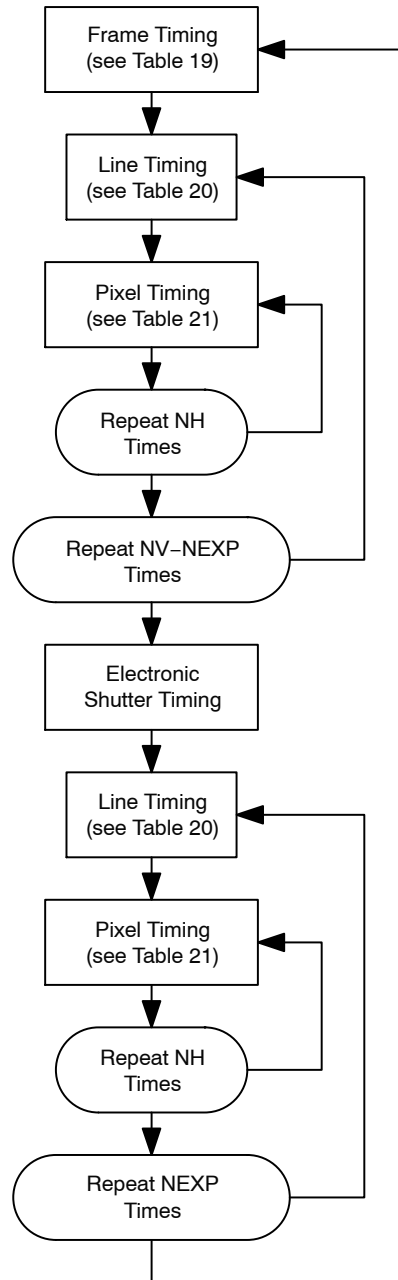 Frame Timing
(see Table 19)
Line Timing
(see Table 20)
Pixel Timing
(see Table 21)
Repeat NH
Times
Repeat NV−NEXP
Times
Electronic
Shutter Timing
Line Timing
(see Table 20)
Pixel Timing
(see Table 21)
Repeat NH
Times
Repeat NEXP
Times